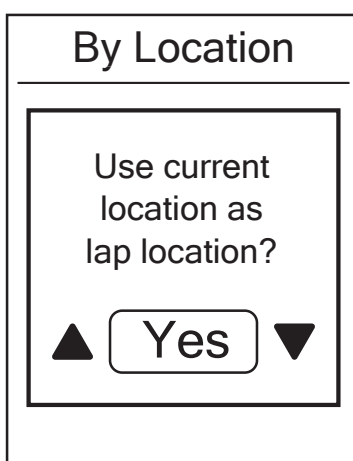 By Location
Use current
location as
lap location?
Yes